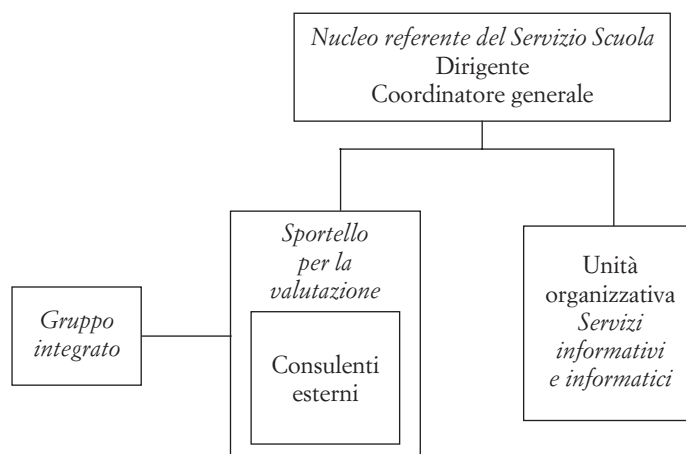 Nucleo referente del Servizio Scuola
Dirigente
Coordinatore generale
Sportello
per la
valutazione
Consulenti
esterni
Gruppo
integrato
Unità
organizzativa
Servizi
informativi
e informatici